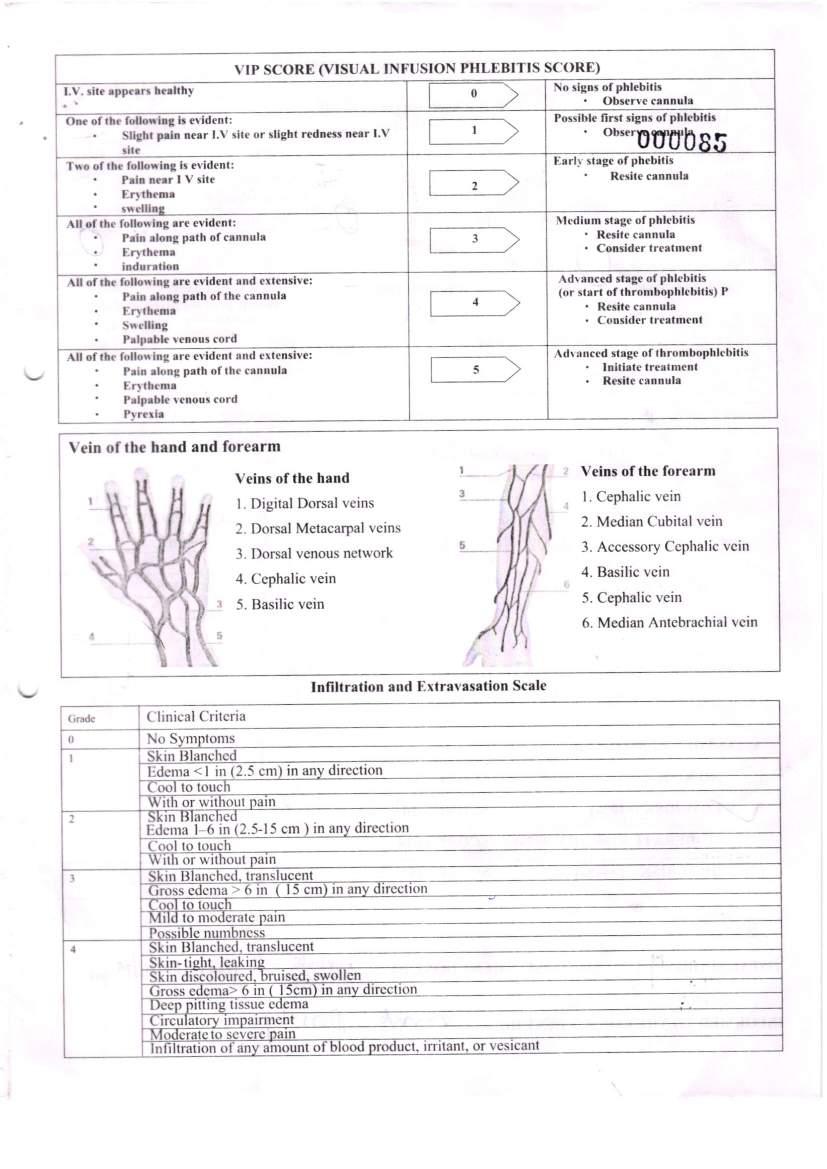 VIP SCORE (VISUAL INFUSION PHLEBITIS SCORE)
I.V. site appears healthy
0
No signs of phlebitis
• Observe cannula
One of the following is evident:
• Slight pain near I.V site or slight redness near I.V
site
1
Possible first signs of phlebitis
• Observe cannula
000085
Two of the following is evident:
• Pain near I V site
• Erythema
• swelling
2
Early stage of phebitis
• Resite cannula
All of the following are evident:
• Pain along path of cannula
• Erythema
• induration
3
Medium stage of phlebitis
• Resite cannula
• Consider treatment
All of the following are evident and extensive:
• Pain along path of the cannula
• Erythema
• Swelling
• Palpable venous cord
4
Advanced stage of phlebitis
(or start of thrombophlebitis) P
• Resite cannula
• Consider treatment
All of the following are evident and extensive:
• Pain along path of the cannula
• Erythema
• Palpable venous cord
• Pyrexia
5
Advanced stage of thrombophlebitis
• Initiate treatment
• Resite cannula
Vein of the hand and forearm
1
2
3
4
5
Veins of the hand
1. Digital Dorsal veins
2. Dorsal Metacarpal veins
3. Dorsal venous network
4. Cephalic vein
5. Basilic vein
1
2
3
4
5
6
Veins of the forearm
1. Cephalic vein
2. Median Cubital vein
3. Accessory Cephalic vein
4. Basilic vein
5. Cephalic vein
6. Median Antebrachial vein
Infiltration and Extravasation Scale
Grade Clinical Criteria
0 No Symptoms
1 Skin Blanched
Edema <1 in (2.5 cm) in any direction
Cool to touch
With or without pain
2 Skin Blanched
Edema 1–6 in (2.5-15 cm ) in any direction
Cool to touch
With or without pain
3 Skin Blanched, translucent
Gross edema > 6 in ( 15 cm) in any direction
Cool to touch
Mild to moderate pain
Possible numbness
4 Skin Blanched, translucent
Skin-tight, leaking
Skin discoloured, bruised, swollen
Gross edema> 6 in ( 15cm) in any direction
Deep pitting tissue edema
Circulatory impairment
Moderate to severe pain
Infiltration of any amount of blood product, irritant, or vesicant